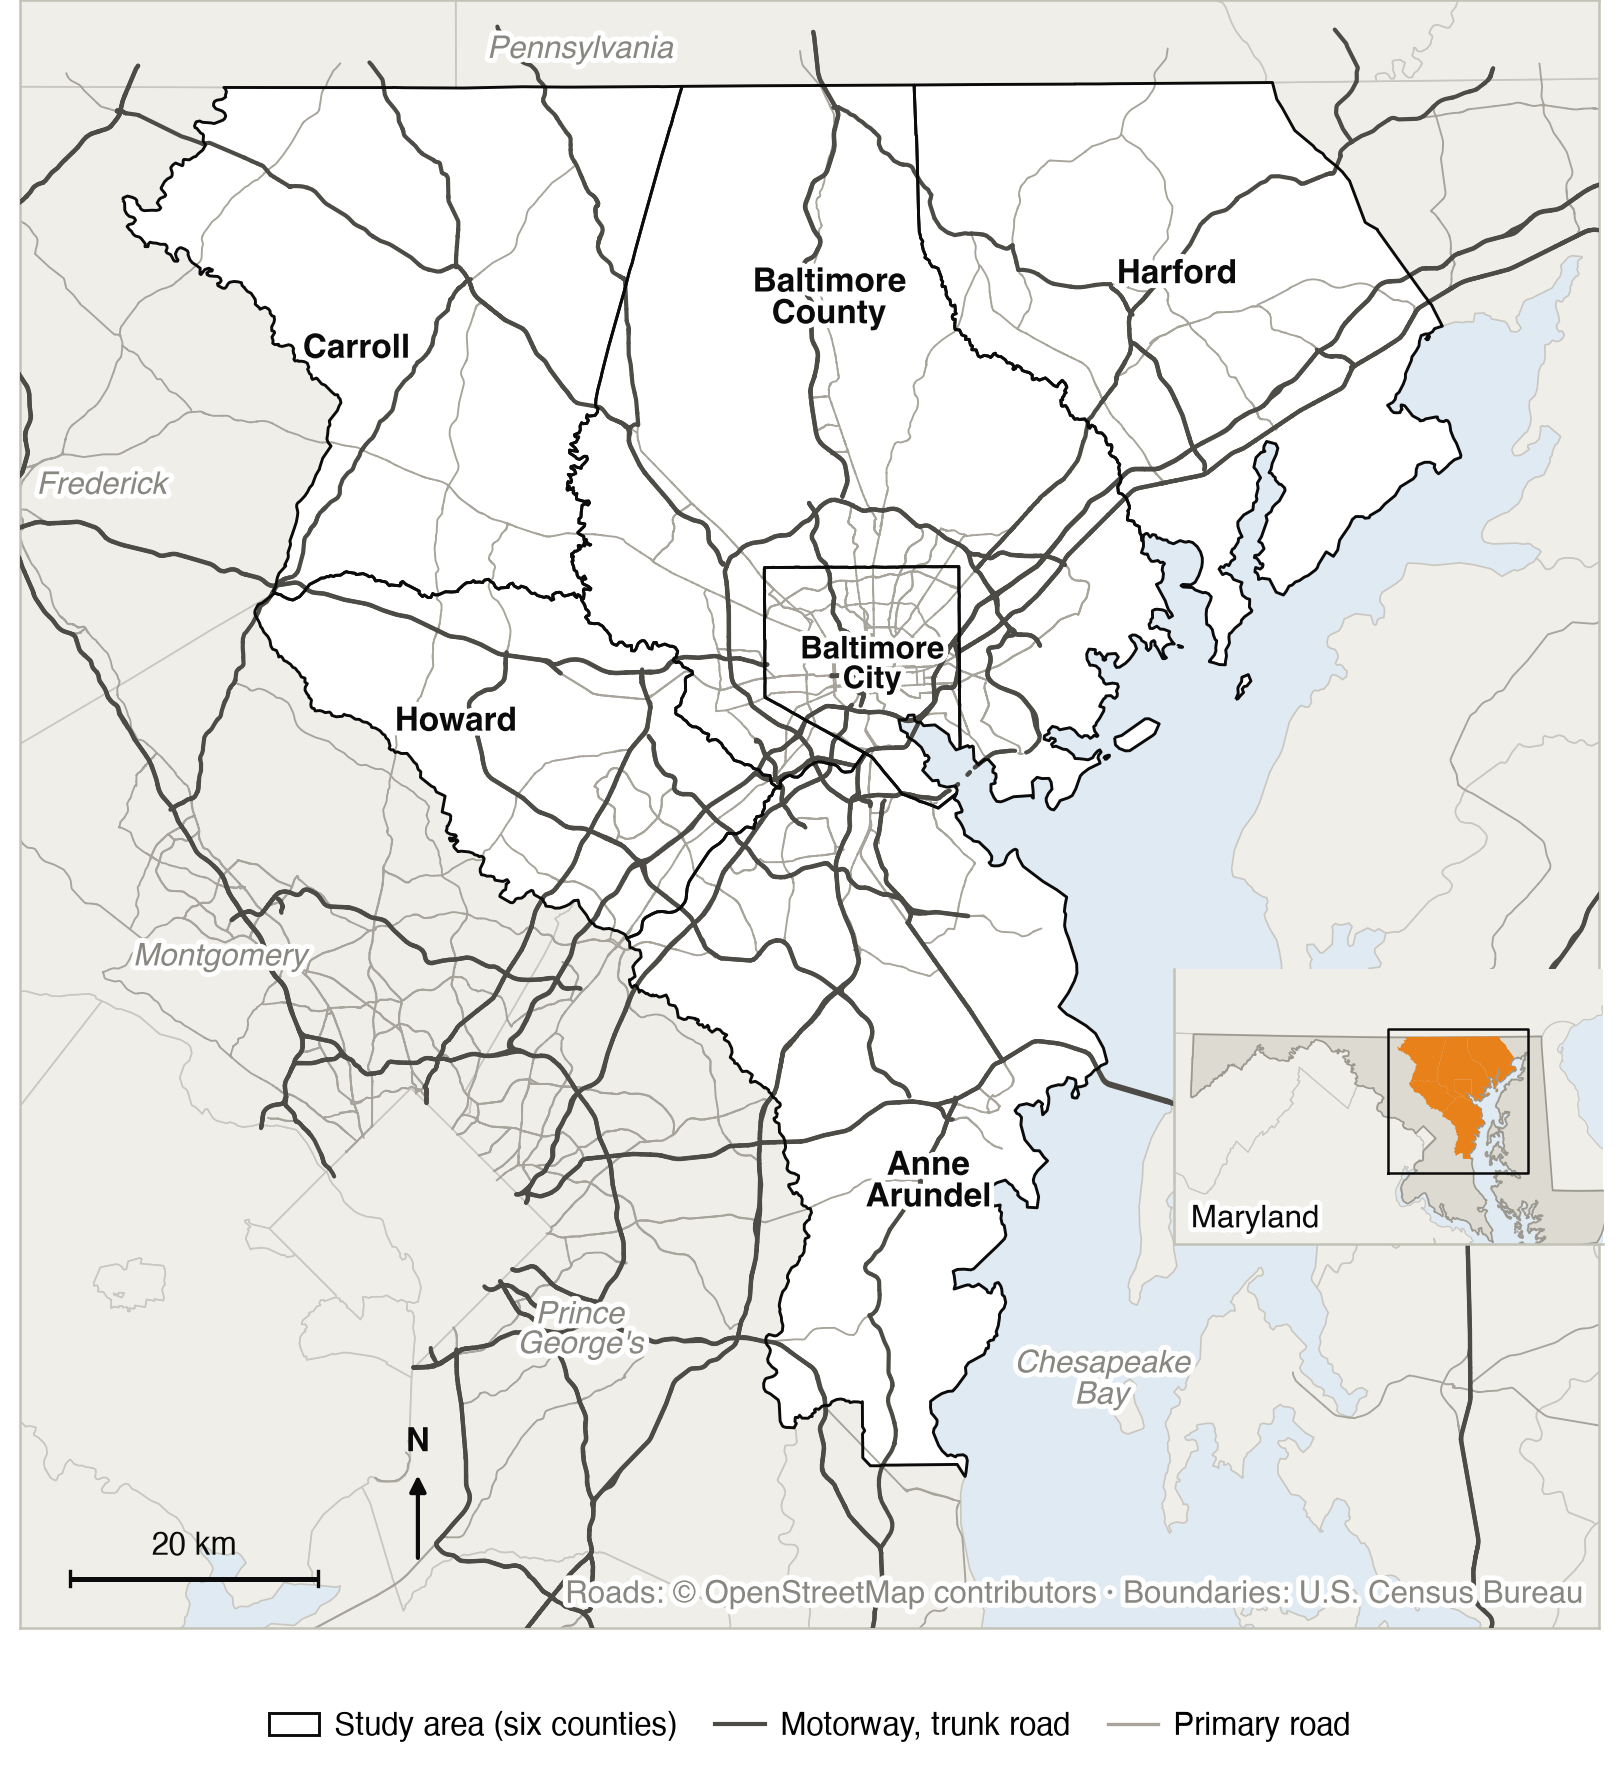 Pennsylvania
Baltimore
County
Harford
Carroll
Frederick
Baltimore
City
Howard
Montgomery
Anne
Arundel
Maryland
Prince
George's
Chesapeake
Bay
N
20 km
Roads: © OpenStreetMap contributors · Boundaries: U.S. Census Bureau
Study area (six counties)
Motorway, trunk road
Primary road